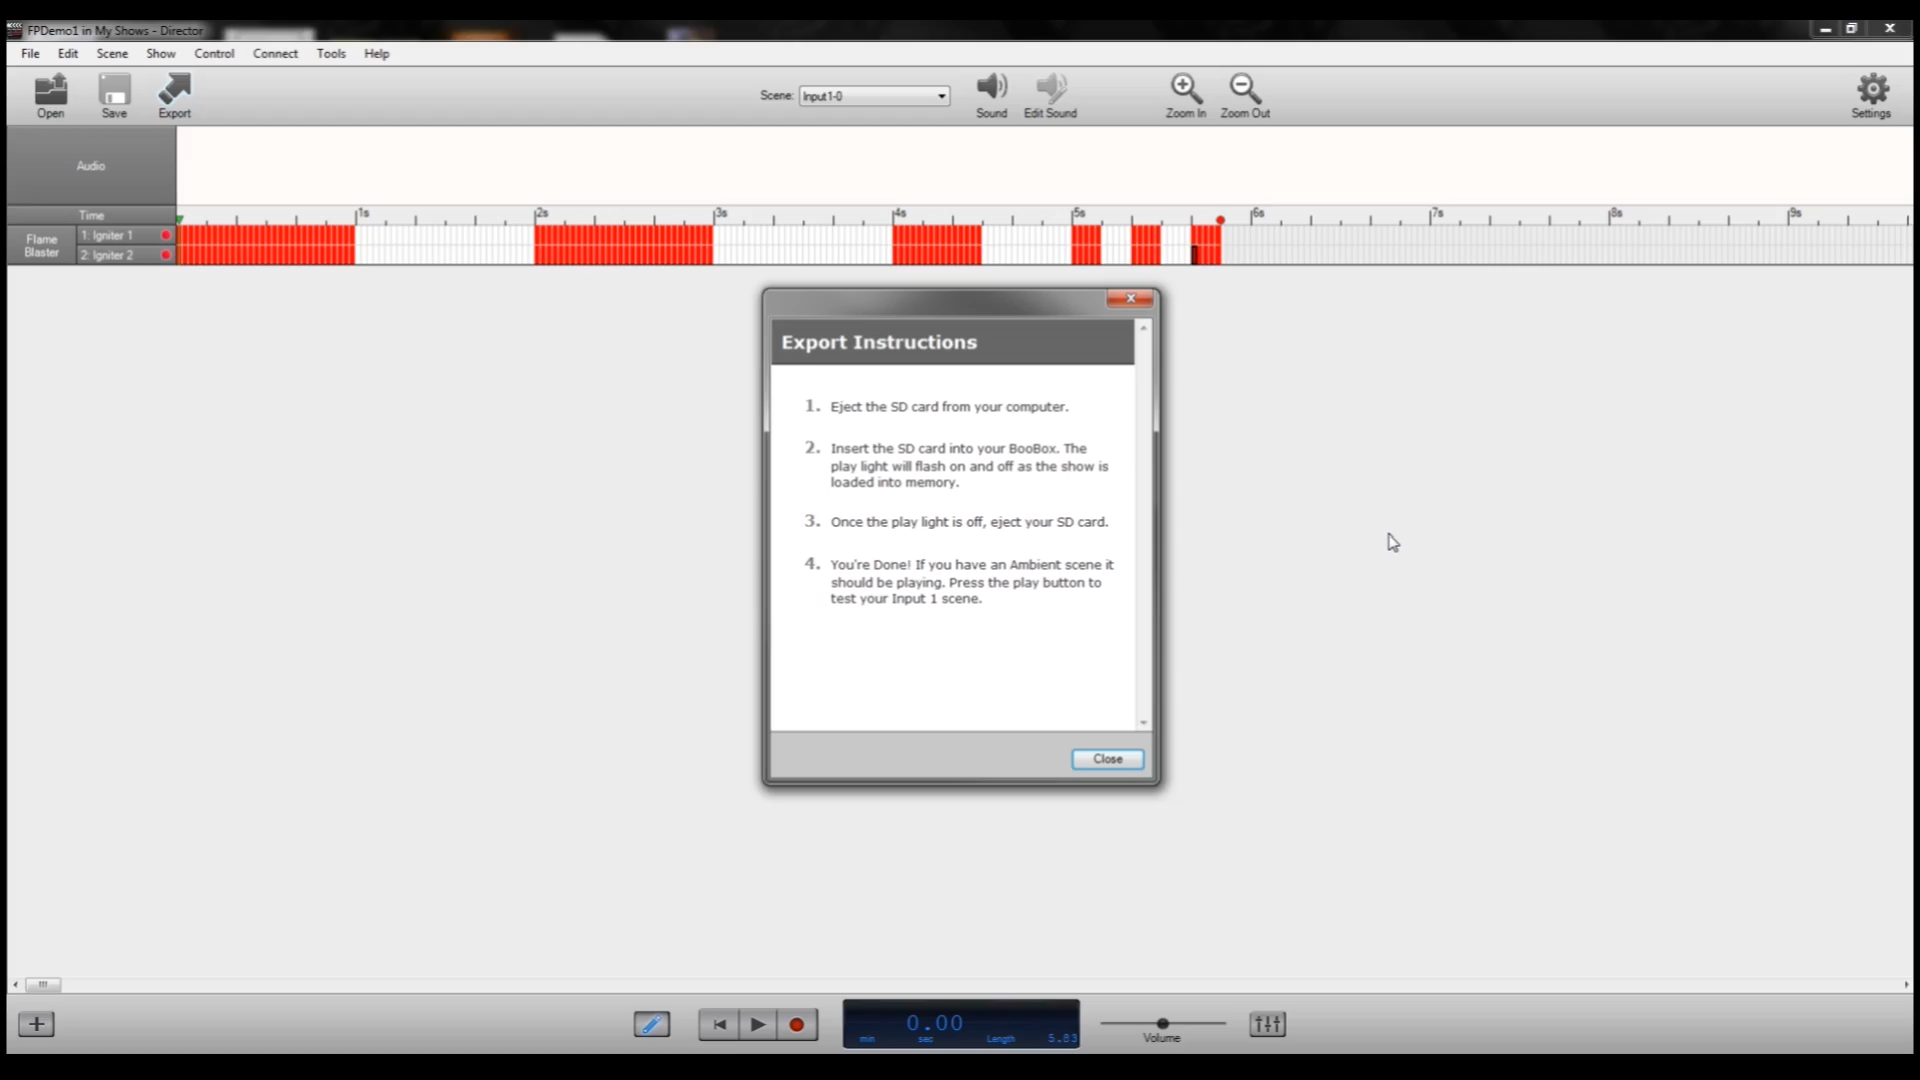 FPDemo1 in My Shows - Director
File Edit Scene Show Control Connect Tools Help
Open Save Export Scene: Input1-0 Sound Edit Sound Zoom In Zoom Out Settings
Audio
Time 1s 2s 3s 4s 5s 6s 7s 8s 9s
Flame Blaster
1: Igniter 1
2: Igniter 2
Export Instructions
1. Eject the SD card from your computer.
2. Insert the SD card into your BooBox. The
play light will flash on and off as the show is
loaded into memory.
3. Once the play light is off, eject your SD card.
4. You're Done! If you have an Ambient scene it
should be playing. Press the play button to
test your Input 1 scene.
Close
0.00
min sec Length 5.83
Volume